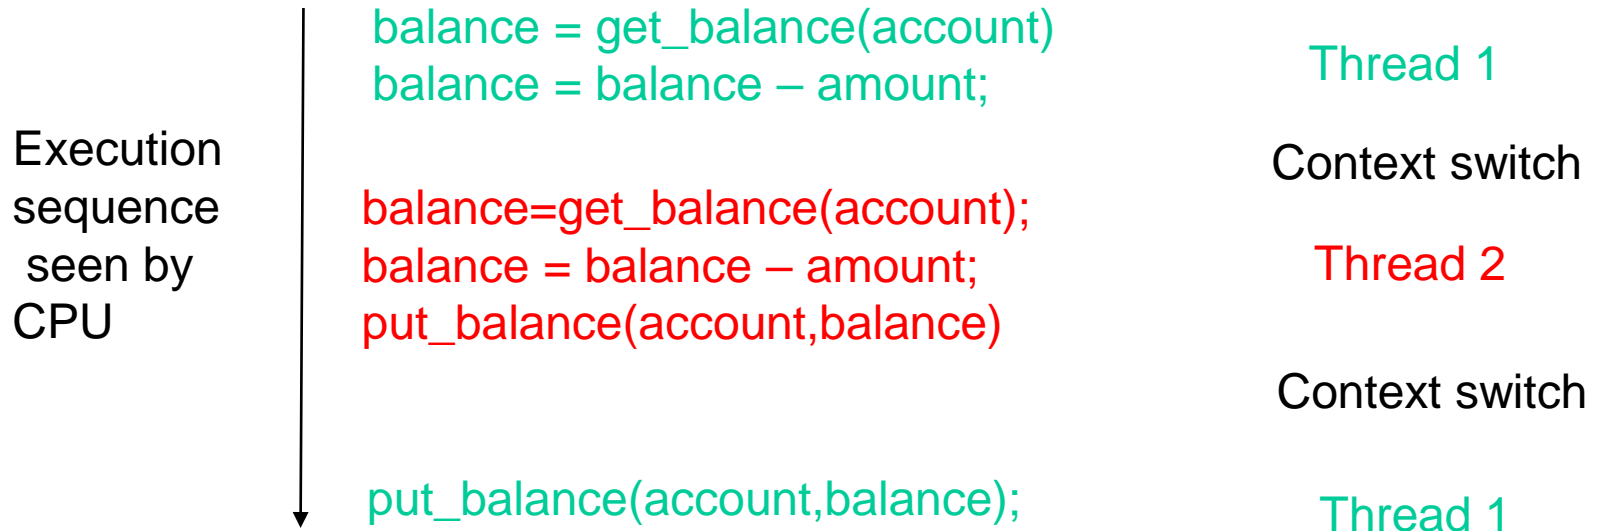 balance = get_balance(account)
balance = balance – amount;
Thread 1
Execution
sequence
seen by
CPU
Context switch
balance=get_balance(account);
balance = balance – amount;
put_balance(account,balance)
Thread 2
Context switch
put_balance(account,balance);
Thread 1